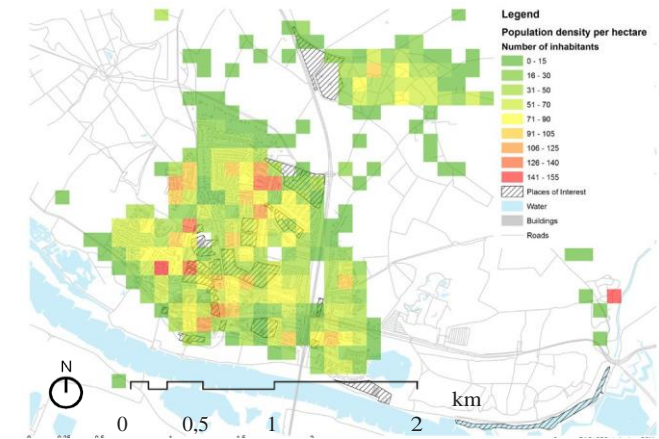 Legend
Population density per hectare
Number of inhabitants
0 - 15
16 - 30
31 - 50
51 - 70
71 - 90
91 - 105
106 - 125
126 - 140
141 - 155
Places of Interest
Water
Buildings
Roads
N
km
0 0,5 1 2